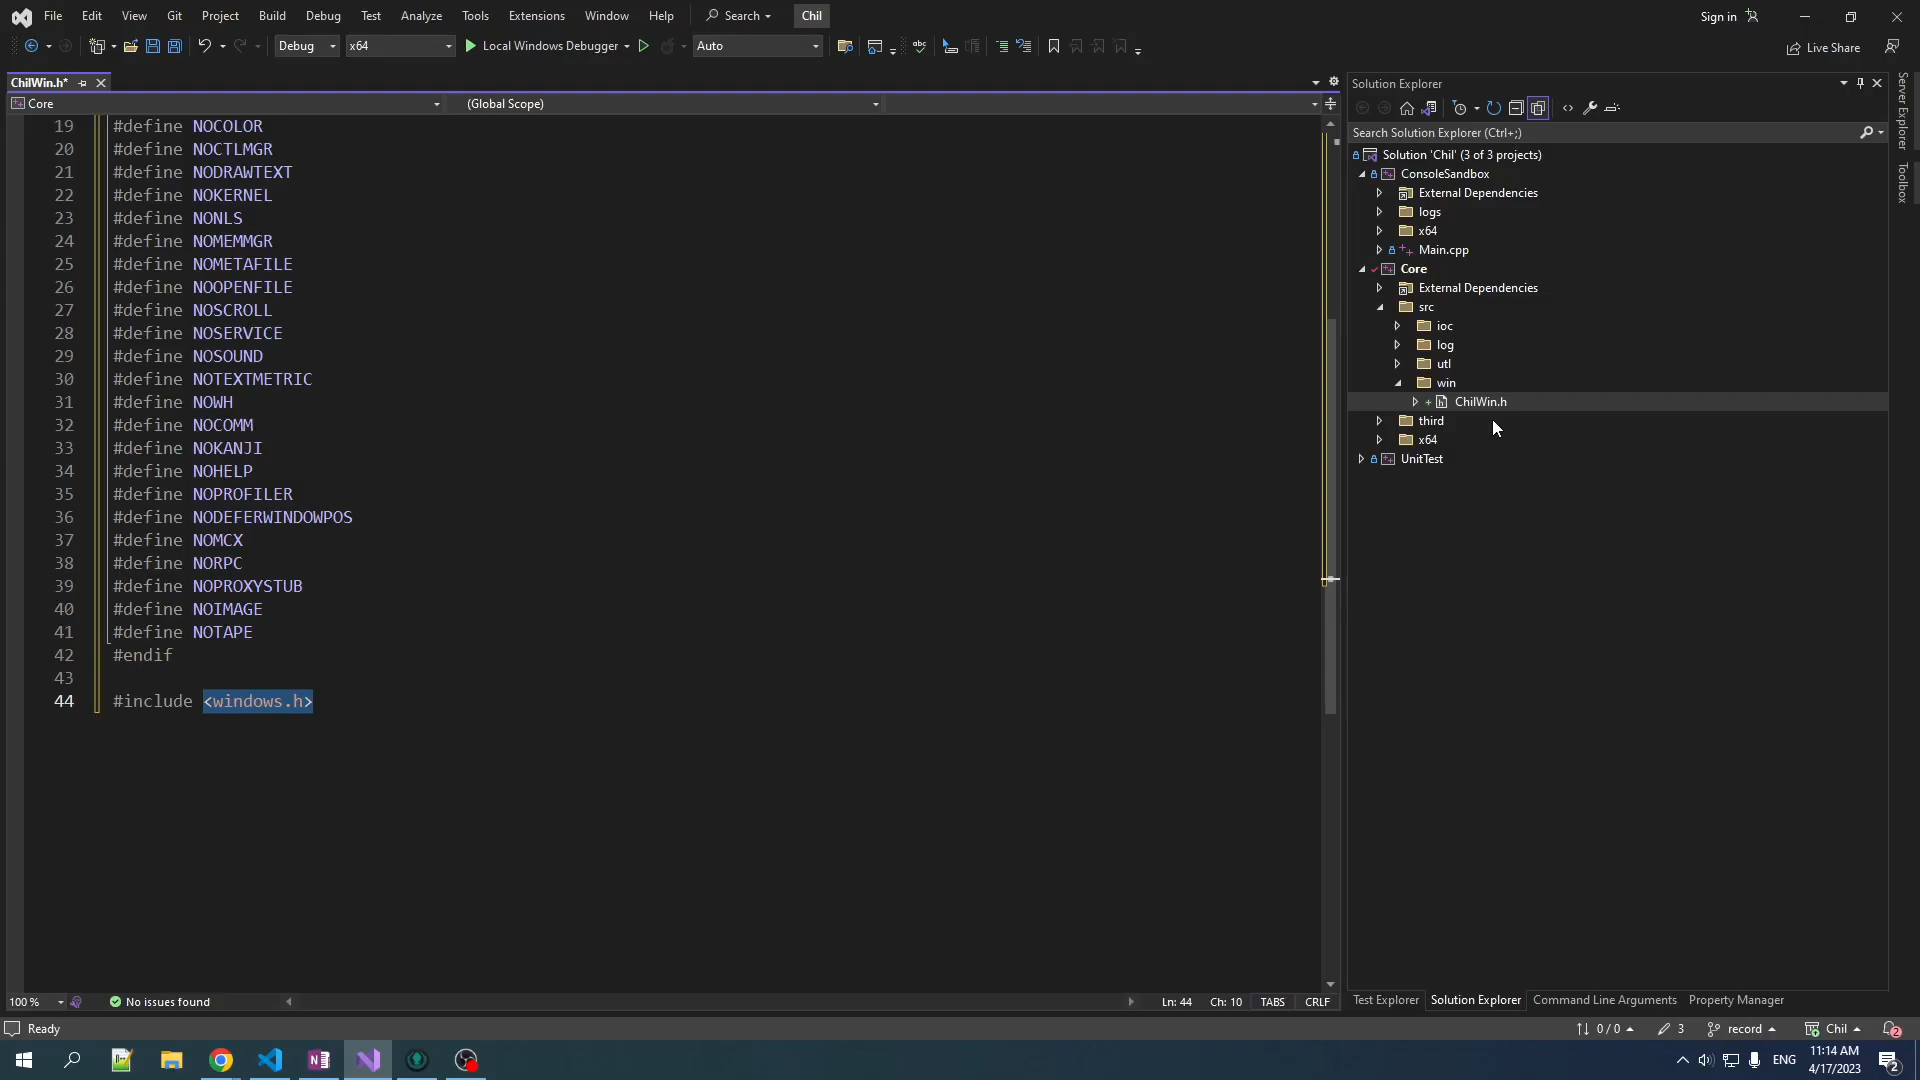 File Edit View Git Project Build Debug Test Analyze Tools Extensions Window Help Search Chil Sign in
Debug x64 Local Windows Debugger Auto Live Share
ChilWin.h*
Core (Global Scope)
19 #define NOCOLOR
20 #define NOCTLMGR
21 #define NODRAWTEXT
22 #define NOKERNEL
23 #define NONLS
24 #define NOMEMMGR
25 #define NOMETAFILE
26 #define NOOPENFILE
27 #define NOSCROLL
28 #define NOSERVICE
29 #define NOSOUND
30 #define NOTEXTMETRIC
31 #define NOWH
32 #define NOCOMM
33 #define NOKANJI
34 #define NOHELP
35 #define NOPROFILER
36 #define NODEFERWINDOWPOS
37 #define NOMCX
38 #define NORPC
39 #define NOPROXYSTUB
40 #define NOIMAGE
41 #define NOTAPE
42 #endif
43
44 #include <windows.h>
100 % No issues found Ln: 44 Ch: 10 TABS CRLF
Solution Explorer
Search Solution Explorer (Ctrl+;)
Solution 'Chil' (3 of 3 projects)
ConsoleSandbox
External Dependencies
logs
x64
Main.cpp
Core
External Dependencies
src
ioc
log
utl
win
ChilWin.h
third
x64
UnitTest
Test Explorer Solution Explorer Command Line Arguments Property Manager
Server Explorer
Toolbox
Ready 0 / 0 3 record Chil 2
ENG 11:14 AM
4/17/2023 2